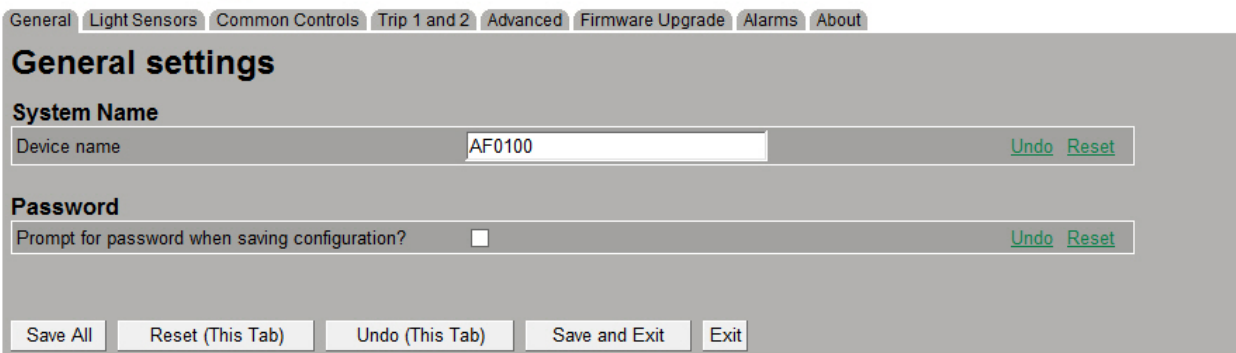 General Light Sensors Common Controls Trip 1 and 2 Advanced Firmware Upgrade Alarms About
General settings
System Name
Device name AF0100 Undo Reset
Password
Prompt for password when saving configuration? Undo Reset
Save All Reset (This Tab) Undo (This Tab) Save and Exit Exit